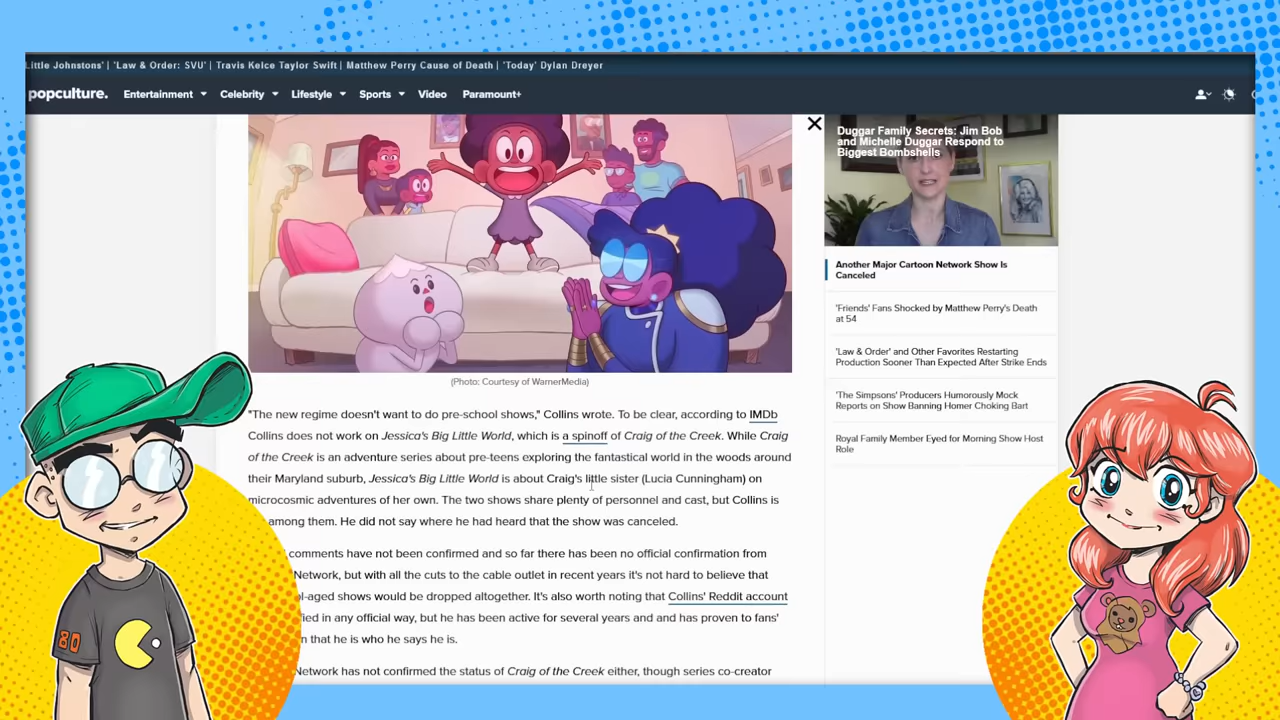 Little Johnstons' | 'Law & Order: SVU' | Travis Kelce Taylor Swift | Matthew Perry Cause of Death | 'Today' Dylan Dreyer
popculture. Entertainment Celebrity Lifestyle Sports Video Paramount+
Duggar Family Secrets: Jim Bob
and Michelle Duggar Respond to
Biggest Bombshells
Another Major Cartoon Network Show Is
Canceled
'Friends' Fans Shocked by Matthew Perry's Death
at 54
'Law & Order' and Other Favorites Restarting
Production Sooner Than Expected After Strike Ends
'The Simpsons' Producers Humorously Mock
Reports on Show Banning Homer Choking Bart
Royal Family Member Eyed for Morning Show Host
Role
(Photo: Courtesy of WarnerMedia)
"The new regime doesn't want to do pre-school shows," Collins wrote. To be clear, according to IMDb
Collins does not work on Jessica's Big Little World, which is a spinoff of Craig of the Creek. While Craig
of the Creek is an adventure series about pre-teens exploring the fantastical world in the woods around
their Maryland suburb, Jessica's Big Little World is about Craig's little sister (Lucia Cunningham) on
microcosmic adventures of her own. The two shows share plenty of personnel and cast, but Collins is
among them. He did not say where he had heard that the show was canceled.
comments have not been confirmed and so far there has been no official confirmation from
Network, but with all the cuts to the cable outlet in recent years it's not hard to believe that
ol-aged shows would be dropped altogether. It's also worth noting that Collins' Reddit account
ied in any official way, but he has been active for several years and and has proven to fans'
that he is who he says he is.
Network has not confirmed the status of Craig of the Creek either, though series co-creator
80